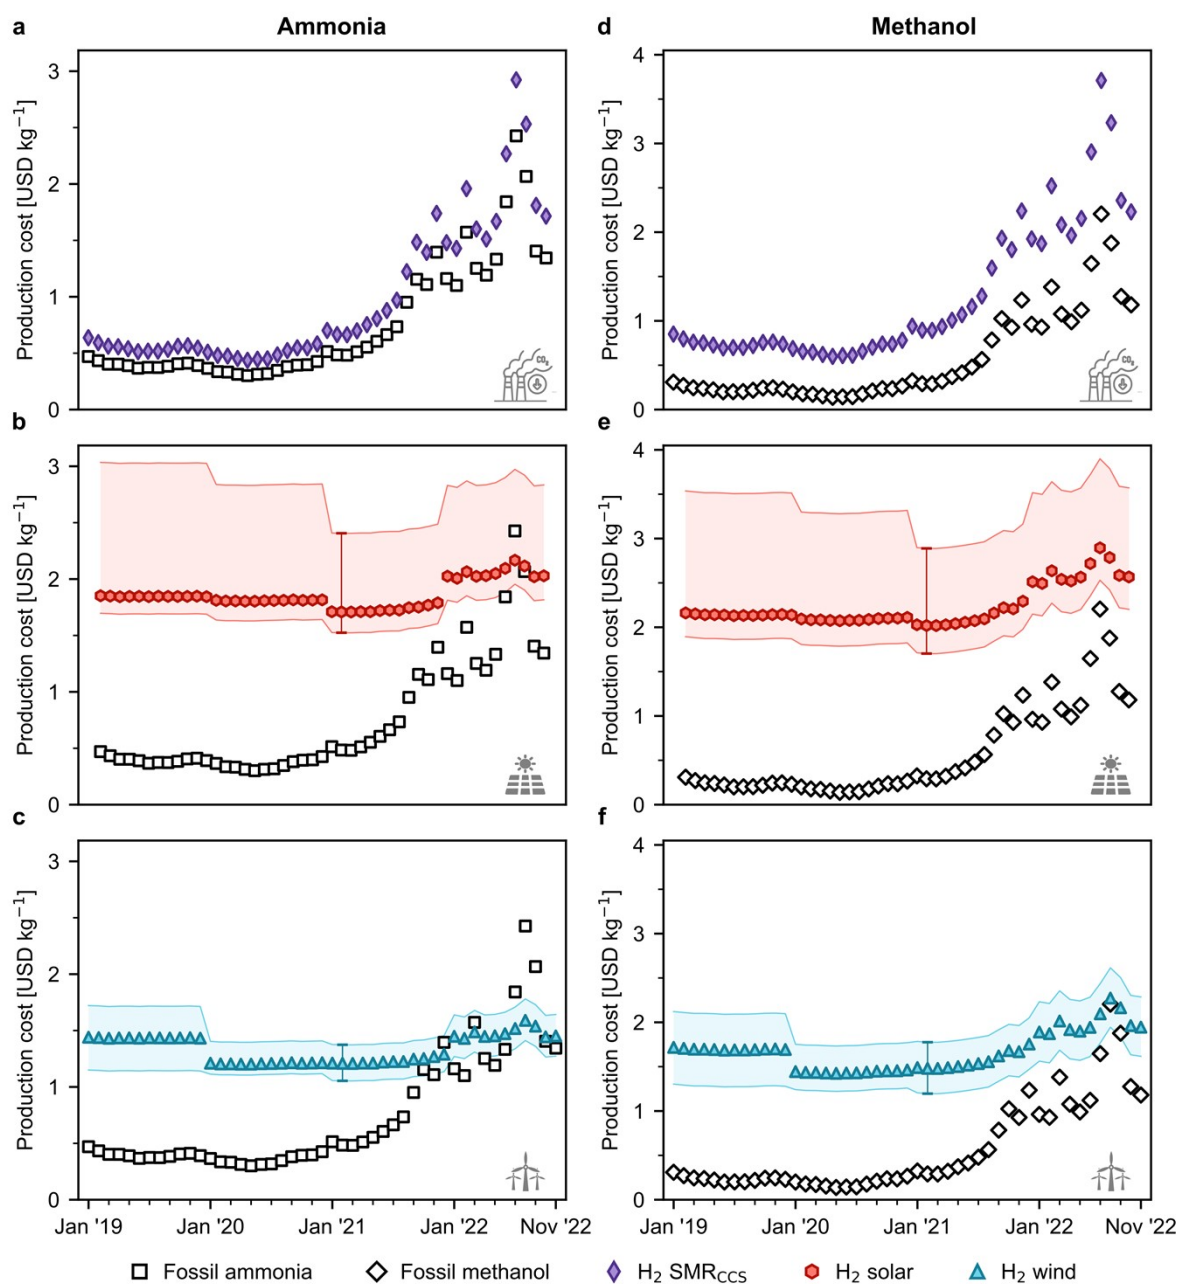 a Ammonia
Production cost [USD kg⁻¹]
3
2
1
0
CO₂
d Methanol
Production cost [USD kg⁻¹]
4
3
2
1
0
CO₂
b
Production cost [USD kg⁻¹]
3
2
1
0
e
Production cost [USD kg⁻¹]
4
3
2
1
0
c
Production cost [USD kg⁻¹]
3
2
1
0
Jan '19 Jan '20 Jan '21 Jan '22 Nov '22
f
Production cost [USD kg⁻¹]
4
3
2
1
0
Jan '19 Jan '20 Jan '21 Jan '22 Nov '22
Fossil ammonia Fossil methanol H₂ SMR_CCS H₂ solar H₂ wind